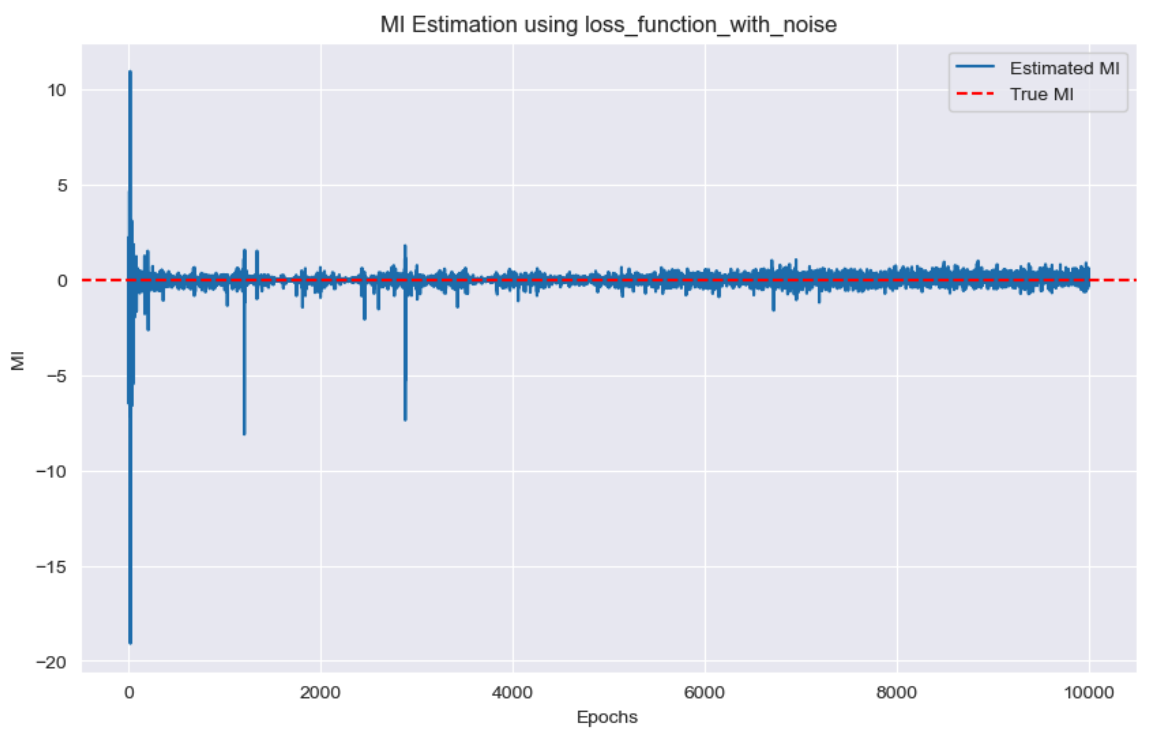 MI Estimation using loss_function_with_noise
Estimated MI
True MI
10
5
0
−5
−10
−15
−20
MI
0 2000 4000 6000 8000 10000
Epochs